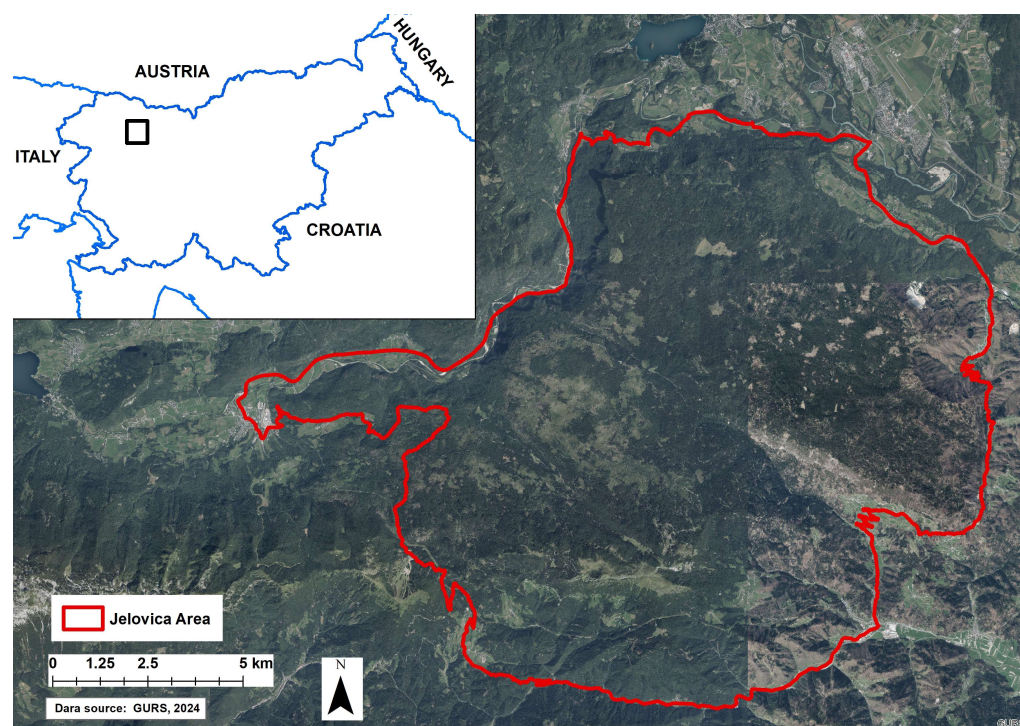 HUNGARY
AUSTRIA
ITALY
CROATIA
Jelovica Area
0 1.25 2.5 5 km
N
Dara source: GURS, 2024